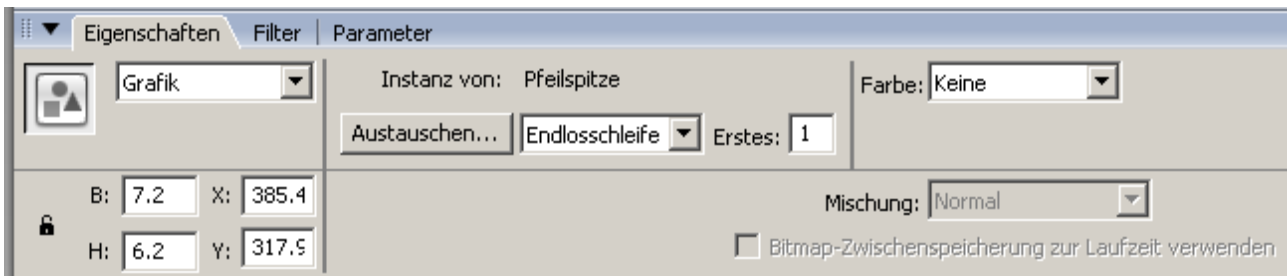 Eigenschaften Filter Parameter
Grafik Instanz von: Pfeilspitze Farbe: Keine
Austauschen... Endlosschleife Erstes: 1
B: 7.2 X: 385.4 Mischung: Normal
H: 6.2 Y: 317.9 Bitmap-Zwischenspeicherung zur Laufzeit verwenden